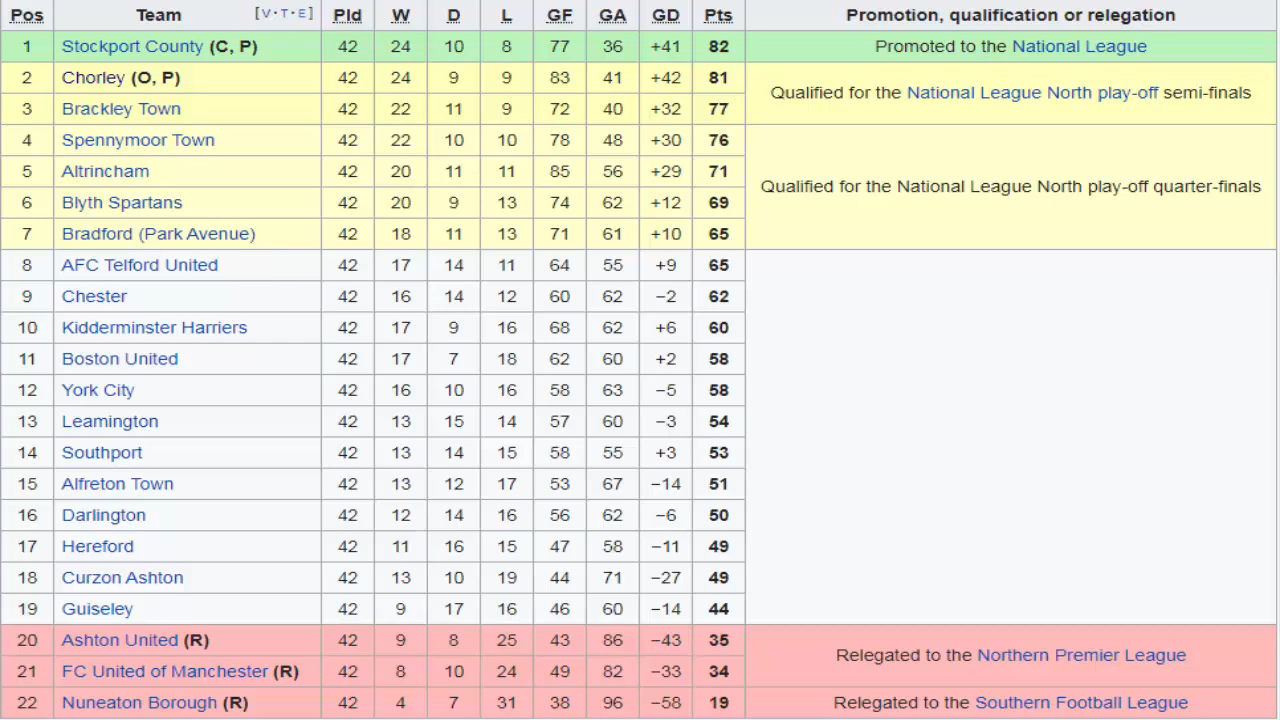 Pos Team [V·T·E] Pld W D L GF GA GD Pts Promotion, qualification or relegation
1 Stockport County (C, P) 42 24 10 8 77 36 +41 82 Promoted to the National League
2 Chorley (O, P) 42 24 9 9 83 41 +42 81 Qualified for the National League North play-off semi-finals
3 Brackley Town 42 22 11 9 72 40 +32 77
4 Spennymoor Town 42 22 10 10 78 48 +30 76 Qualified for the National League North play-off quarter-finals
5 Altrincham 42 20 11 11 85 56 +29 71
6 Blyth Spartans 42 20 9 13 74 62 +12 69
7 Bradford (Park Avenue) 42 18 11 13 71 61 +10 65
8 AFC Telford United 42 17 14 11 64 55 +9 65
9 Chester 42 16 14 12 60 62 −2 62
10 Kidderminster Harriers 42 17 9 16 68 62 +6 60
11 Boston United 42 17 7 18 62 60 +2 58
12 York City 42 16 10 16 58 63 −5 58
13 Leamington 42 13 15 14 57 60 −3 54
14 Southport 42 13 14 15 58 55 +3 53
15 Alfreton Town 42 13 12 17 53 67 −14 51
16 Darlington 42 12 14 16 56 62 −6 50
17 Hereford 42 11 16 15 47 58 −11 49
18 Curzon Ashton 42 13 10 19 44 71 −27 49
19 Guiseley 42 9 17 16 46 60 −14 44
20 Ashton United (R) 42 9 8 25 43 86 −43 35 Relegated to the Northern Premier League
21 FC United of Manchester (R) 42 8 10 24 49 82 −33 34
22 Nuneaton Borough (R) 42 4 7 31 38 96 −58 19 Relegated to the Southern Football League